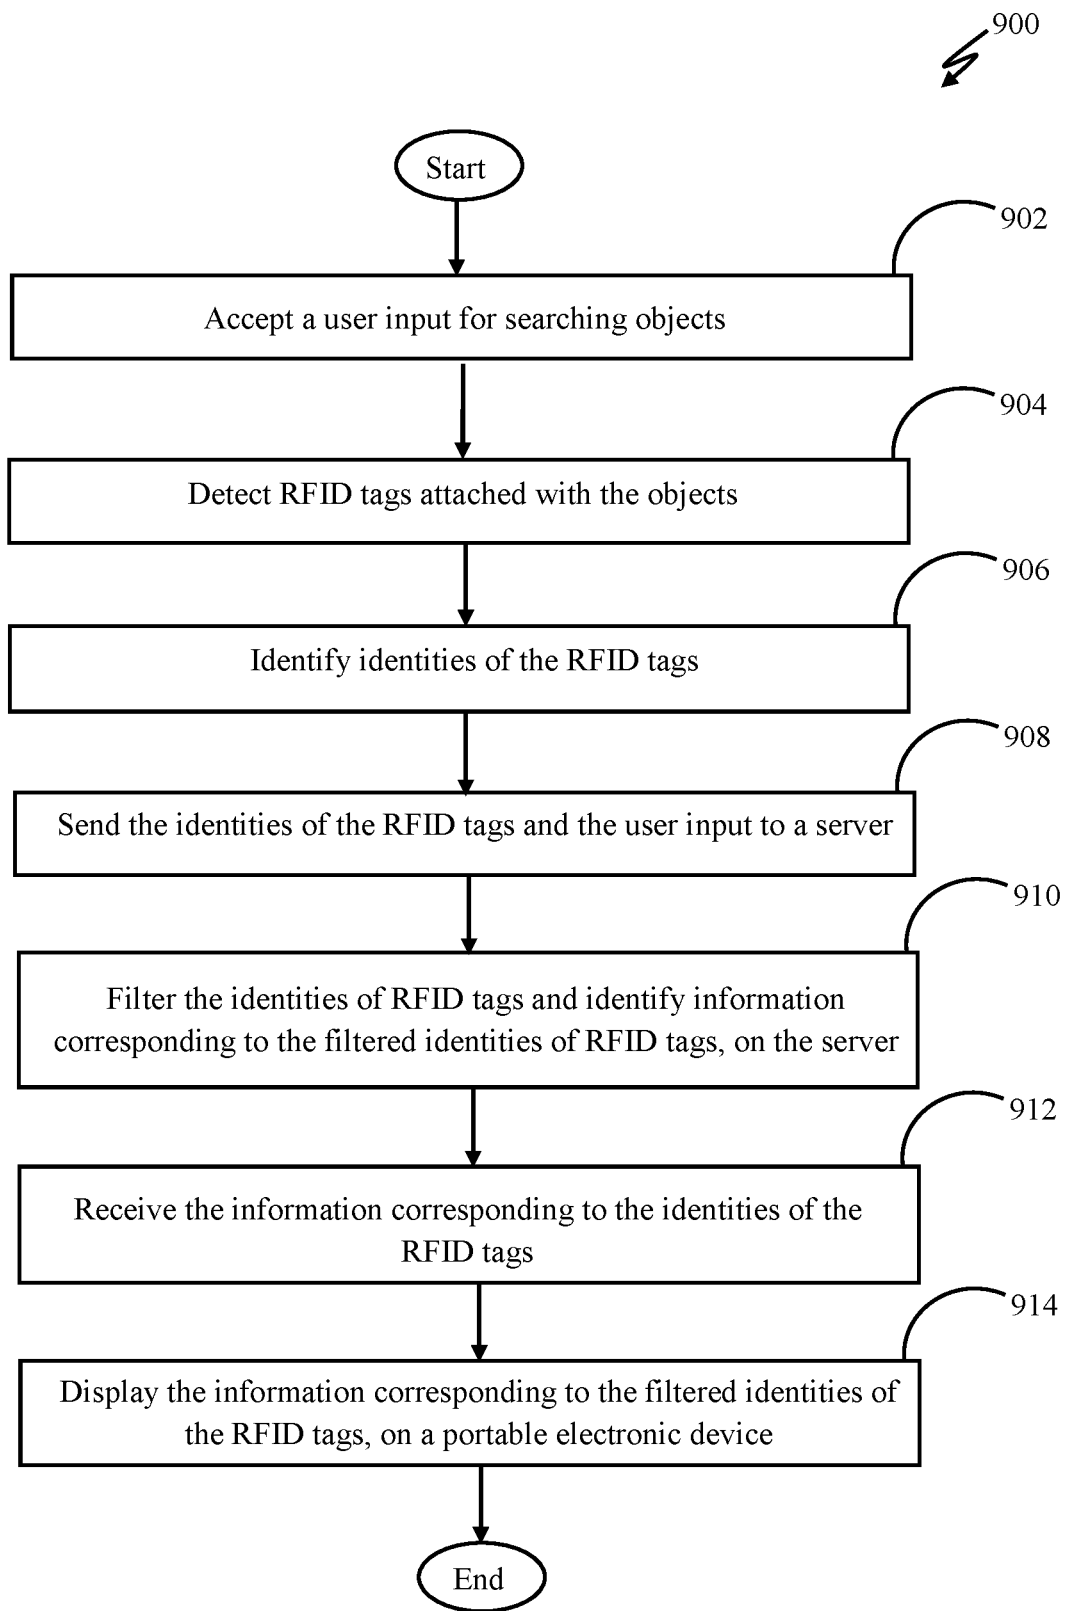 900
Start
902
Accept a user input for searching objects
904
Detect RFID tags attached with the objects
906
Identify identities of the RFID tags
908
Send the identities of the RFID tags and the user input to a server
910
Filter the identities of RFID tags and identify information
corresponding to the filtered identities of RFID tags, on the server
912
Receive the information corresponding to the identities of the
RFID tags
914
Display the information corresponding to the filtered identities of
the RFID tags, on a portable electronic device
End